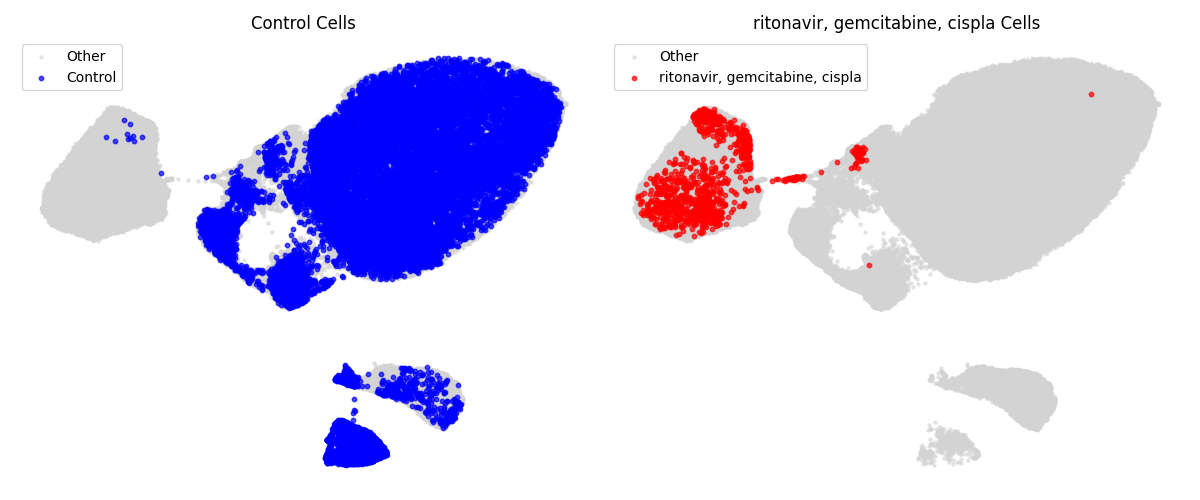 Control Cells
Other
Control
ritonavir, gemcitabine, cispla Cells
Other
ritonavir, gemcitabine, cispla